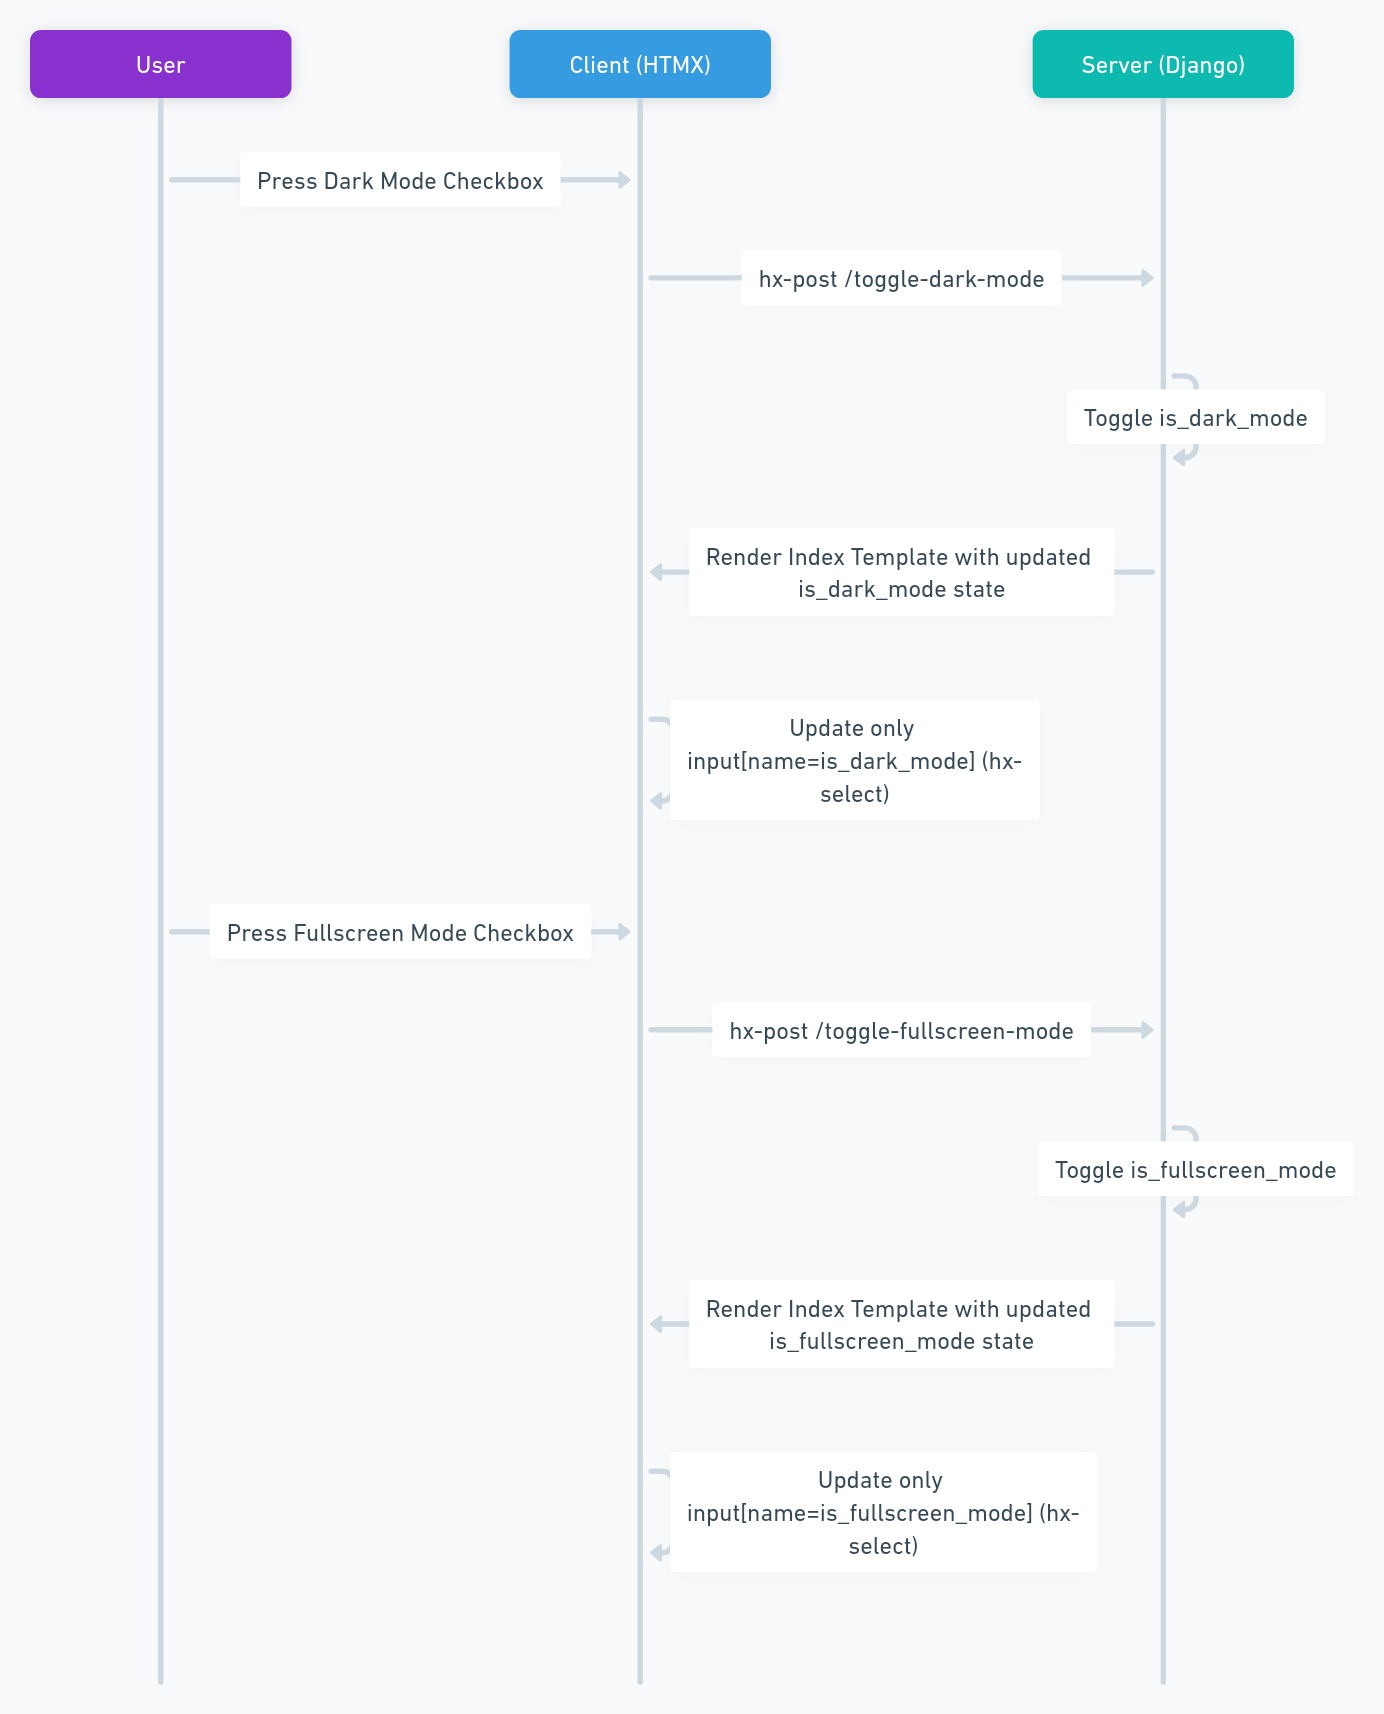 User
Client (HTMX)
Server (Django)
Press Dark Mode Checkbox
hx-post /toggle-dark-mode
Toggle is_dark_mode
Render Index Template with updated
is_dark_mode state
Update only
input[name=is_dark_mode] (hx-
select)
Press Fullscreen Mode Checkbox
hx-post /toggle-fullscreen-mode
Toggle is_fullscreen_mode
Render Index Template with updated
is_fullscreen_mode state
Update only
input[name=is_fullscreen_mode] (hx-
select)